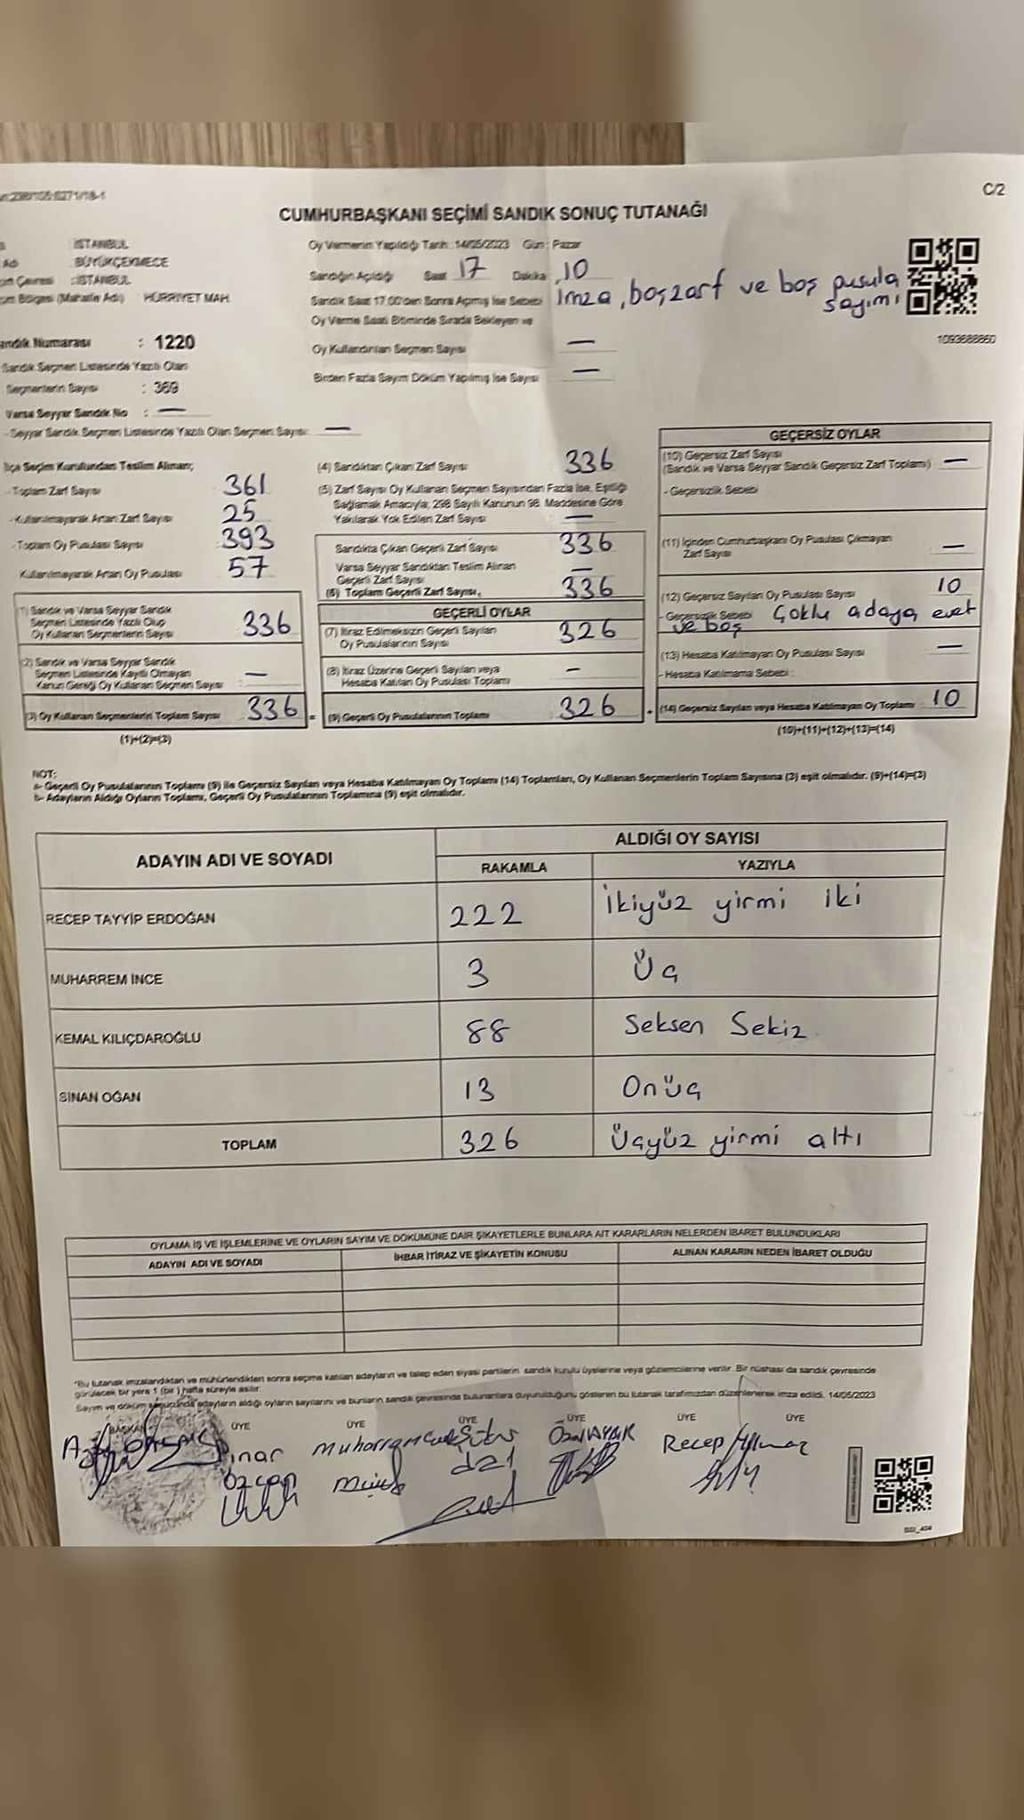 C/2
CUMHURBAŞKANI SEÇİMİ SANDIK SONUÇ TUTANAĞI
İSTANBUL
Adı BÜYÜKÇEKMECE
Çevresi :İSTANBUL
Bölgesi (Mahalle Adı) HÜRRİYET MAH.
Oy Vermenin Yapıldığı Tarih: 14/05/2023 Gün: Pazar
Sandığın Açıldığı Saat 17 Dakika 10
Sandık Saat 17.00'den Sonra Açmış İse Sebebi İmza, boş zarf ve boş pusula sayımı
Oy Verme Saati Bitiminde Sırada Bekleyen ve
Oy Kullandırılan Seçmen Sayısı —
Birden Fazla Sayım Döküm Yapılmış İse Sayısı —
1093688860
Sandık Numarası : 1220
Sandık Seçmen Listesinde Yazılı Olan
Seçmenlerin Sayısı : 369
Varsa Seyyar Sandık No : —
-Seyyar Sandık Seçmen Listesinde Yazılı Olan Seçmen Sayısı: —
İlçe Seçim Kurulundan Teslim Alınan;
-Toplam Zarf Sayısı 361
-Kullanılmayarak Artan Zarf Sayısı 25
-Toplam Oy Pusulası Sayısı 393
Kullanılmayarak Artan Oy Pusulası 57
(1) Sandık ve Varsa Seyyar Sandık
Seçmen Listesinde Yazılı Olup
Oy Kullanan Seçmenlerin Sayısı 336
(2) Sandık ve Varsa Seyyar Sandık
Seçmen Listesinde Kayıtlı Olmayan
Kanun Gereği Oy Kullanan Seçmen Sayısı : —
(3) Oy Kullanan Seçmenlerin Toplam Sayısı 336
(1)+(2)=(3)
(4) Sandıktan Çıkan Zarf Sayısı 336
(5) Zarf Sayısı Oy Kullanan Seçmen Sayısından Fazla İse, Eşitliği
Sağlamak Amacıyla; 298 Sayılı Kanunun 98. Maddesine Göre
Yakılarak Yok Edilen Zarf Sayısı —
Sandıkta Çıkan Geçerli Zarf Sayısı 336
Varsa Seyyar Sandıktan Teslim Alınan
Geçerli Zarf Sayısı —
(6) Toplam Geçerli Zarf Sayısı, 336
GEÇERLİ OYLAR
(7) İtiraz Edilmeksizin Geçerli Sayılan
Oy Pusulalarının Sayısı 326
(8) İtiraz Üzerine Geçerli Sayılan veya
Hesaba Katılan Oy Pusulası Toplamı —
= (9) Geçerli Oy Pusulalarının Toplamı 326
GEÇERSİZ OYLAR
(10) Geçersiz Zarf Sayısı
(Sandık ve Varsa Seyyar Sandık Geçersiz Zarf Toplamı) —
- Geçersizlik Sebebi
(11) İçinden Cumhurbaşkanı Oy Pusulası Çıkmayan
Zarf Sayısı —
(12) Geçersiz Sayılan Oy Pusulası Sayısı 10
- Geçersizlik Sebebi Çoklu adaya evet
ve boş
(13) Hesaba Katılmayan Oy Pusulası Sayısı —
- Hesaba Katılmama Sebebi :
(14) Geçersiz Sayılan veya Hesaba Katılmayan Oy Toplamı 10
(10)+(11)+(12)+(13)=(14)
NOT:
a- Geçerli Oy Pusulalarının Toplamı (9) ile Geçersiz Sayılan veya Hesaba Katılmayan Oy Toplamı (14) Toplamları, Oy Kullanan Seçmenlerin Toplam Sayısına (3) eşit olmalıdır. (9)+(14)=(3)
b- Adayların Aldığı Oyların Toplamı, Geçerli Oy Pusulalarının Toplamına (9) eşit olmalıdır.
ADAYIN ADI VE SOYADI
ALDIĞI OY SAYISI
RAKAMLA YAZIYLA
RECEP TAYYİP ERDOĞAN 222 İkiyüz yirmi iki
MUHARREM İNCE 3 Üç
KEMAL KILIÇDAROĞLU 88 Seksen Sekiz
SİNAN OĞAN 13 Onüç
TOPLAM 326 Üçyüz yirmi altı
OYLAMA İŞ VE İŞLEMLERİNE VE OYLARIN SAYIM VE DÖKÜMÜNE DAİR ŞİKAYETLERLE BUNLARA AİT KARARLARIN NELERDEN İBARET BULUNDUKLARI
ADAYIN ADI VE SOYADI İHBAR İTİRAZ VE ŞİKAYETİN KONUSU ALINAN KARARIN NEDEN İBARET OLDUĞU
*Bu tutanak imzalandıktan ve mühürlendikten sonra seçime katılan adayların ve talep eden siyasi partilerin sandık kurulu üyelerine veya gözlemcilerine verilir. Bir nüshası da sandık çevresinde
görülecek bir yere 1 (bir) hafta süreyle asılır.
Sayım ve döküm sonucunda adayların aldığı oyların sayılarını ve bunların sandık çevresinde bulunanlara duyurulduğunu gösteren bu tutanak tarafımızdan düzenlenerek imza edildi. 14/05/2023
BAŞKAN ÜYE ÜYE ÜYE ÜYE ÜYE ÜYE
Pınar Muharrem Recep Yılmaz
Özcan